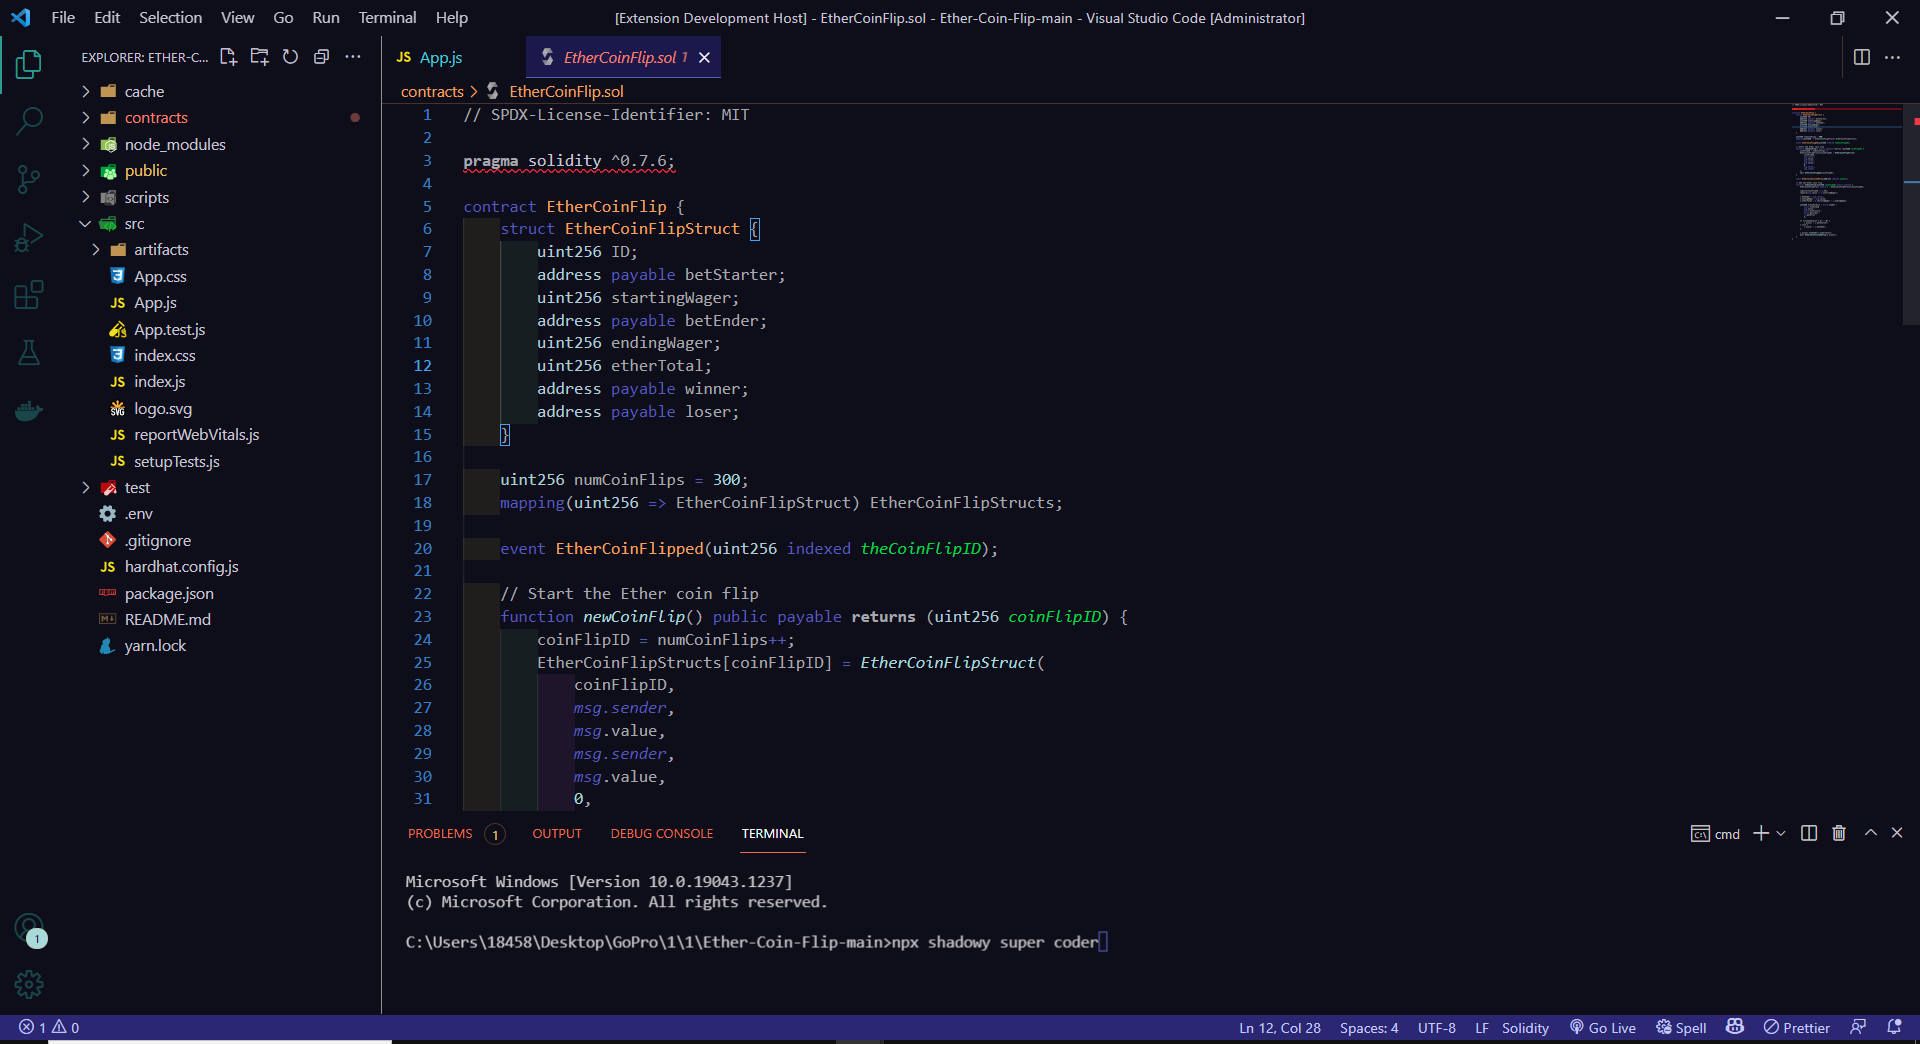 File Edit Selection View Go Run Terminal Help
[Extension Development Host] - EtherCoinFlip.sol - Ether-Coin-Flip-main - Visual Studio Code [Administrator]
EXPLORER: ETHER-C...
cache
contracts
node_modules
public
scripts
src
artifacts
App.css
JS App.js
App.test.js
index.css
JS index.js
logo.svg
JS reportWebVitals.js
JS setupTests.js
test
.env
.gitignore
JS hardhat.config.js
package.json
README.md
yarn.lock
1
JS App.js
EtherCoinFlip.sol 1
contracts > EtherCoinFlip.sol
1 // SPDX-License-Identifier: MIT
2
3 pragma solidity ^0.7.6;
4
5 contract EtherCoinFlip {
6 struct EtherCoinFlipStruct {
7 uint256 ID;
8 address payable betStarter;
9 uint256 startingWager;
10 address payable betEnder;
11 uint256 endingWager;
12 uint256 etherTotal;
13 address payable winner;
14 address payable loser;
15 }
16
17 uint256 numCoinFlips = 300;
18 mapping(uint256 => EtherCoinFlipStruct) EtherCoinFlipStructs;
19
20 event EtherCoinFlipped(uint256 indexed theCoinFlipID);
21
22 // Start the Ether coin flip
23 function newCoinFlip() public payable returns (uint256 coinFlipID) {
24 coinFlipID = numCoinFlips++;
25 EtherCoinFlipStructs[coinFlipID] = EtherCoinFlipStruct(
26 coinFlipID,
27 msg.sender,
28 msg.value,
29 msg.sender,
30 msg.value,
31 0,
PROBLEMS 1 OUTPUT DEBUG CONSOLE TERMINAL
cmd
Microsoft Windows [Version 10.0.19043.1237]
(c) Microsoft Corporation. All rights reserved.
C:\Users\18458\Desktop\GoPro\1\1\Ether-Coin-Flip-main>npx shadowy super coder
1 0
Ln 12, Col 28 Spaces: 4 UTF-8 LF Solidity Go Live Spell Prettier